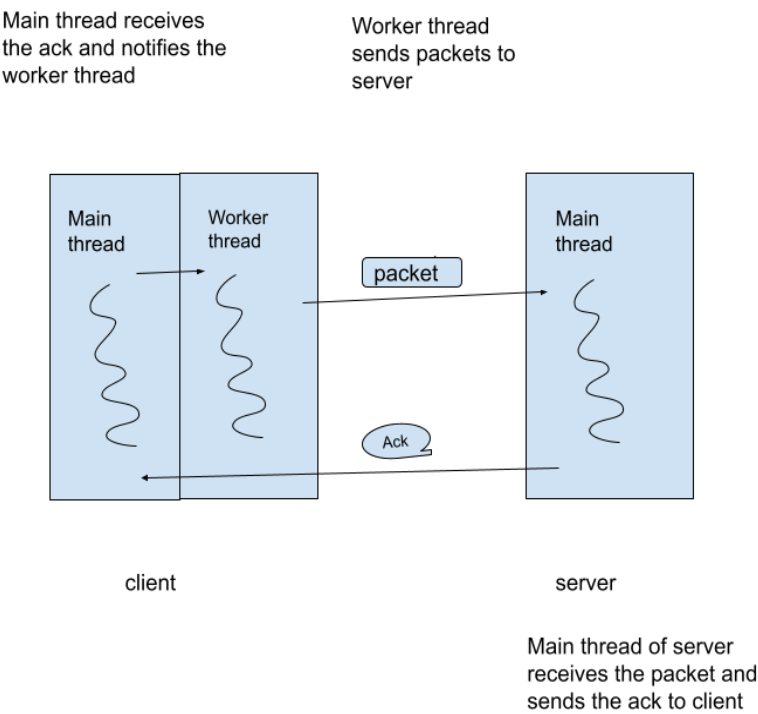 Main thread receives
the ack and notifies the
worker thread
Worker thread
sends packets to
server
Main
thread
Worker
thread
packet
Main
thread
Ack
client
server
Main thread of server
receives the packet and
sends the ack to client